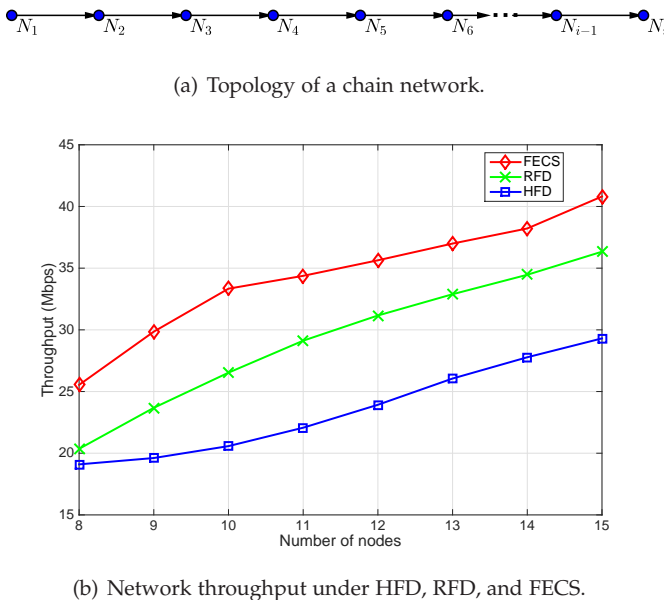 N1 N2 N3 N4 N5 N6 Ni−1
(a) Topology of a chain network.
45
40
35
30
25
20
15
Throughput (Mbps)
FECS
RFD
HFD
8 9 10 11 12 13 14 15
Number of nodes
(b) Network throughput under HFD, RFD, and FECS.